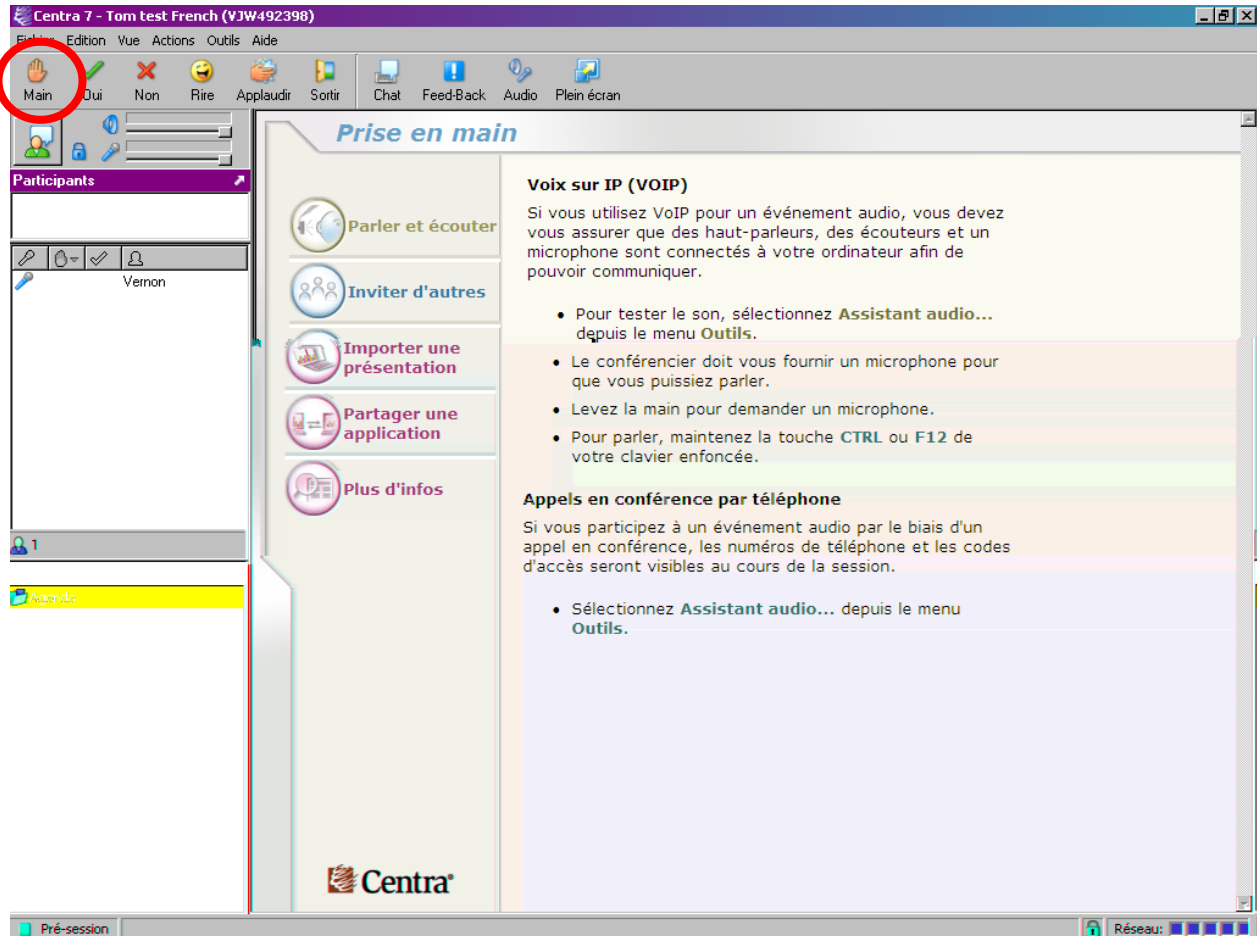 Centra 7 - Tom test French (VJW492398)
Fichier Edition Vue Actions Outils Aide
Main Oui Non Rire Applaudir Sortir Chat Feed-Back Audio Plein écran
Participants
Vernon
1
Agenda
Prise en main
Parler et écouter
Inviter d'autres
Importer une
présentation
Partager une
application
Plus d'infos
Centra
Voix sur IP (VOIP)
Si vous utilisez VoIP pour un événement audio, vous devez
vous assurer que des haut-parleurs, des écouteurs et un
microphone sont connectés à votre ordinateur afin de
pouvoir communiquer.
• Pour tester le son, sélectionnez Assistant audio...
depuis le menu Outils.
• Le conférencier doit vous fournir un microphone pour
que vous puissiez parler.
• Levez la main pour demander un microphone.
• Pour parler, maintenez la touche CTRL ou F12 de
votre clavier enfoncée.
Appels en conférence par téléphone
Si vous participez à un événement audio par le biais d'un
appel en conférence, les numéros de téléphone et les codes
d'accès seront visibles au cours de la session.
• Sélectionnez Assistant audio... depuis le menu
Outils.
Pré-session
Réseau: